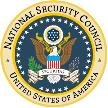 NATIONAL SECURITY COUNCIL
UNITED STATES OF AMERICA